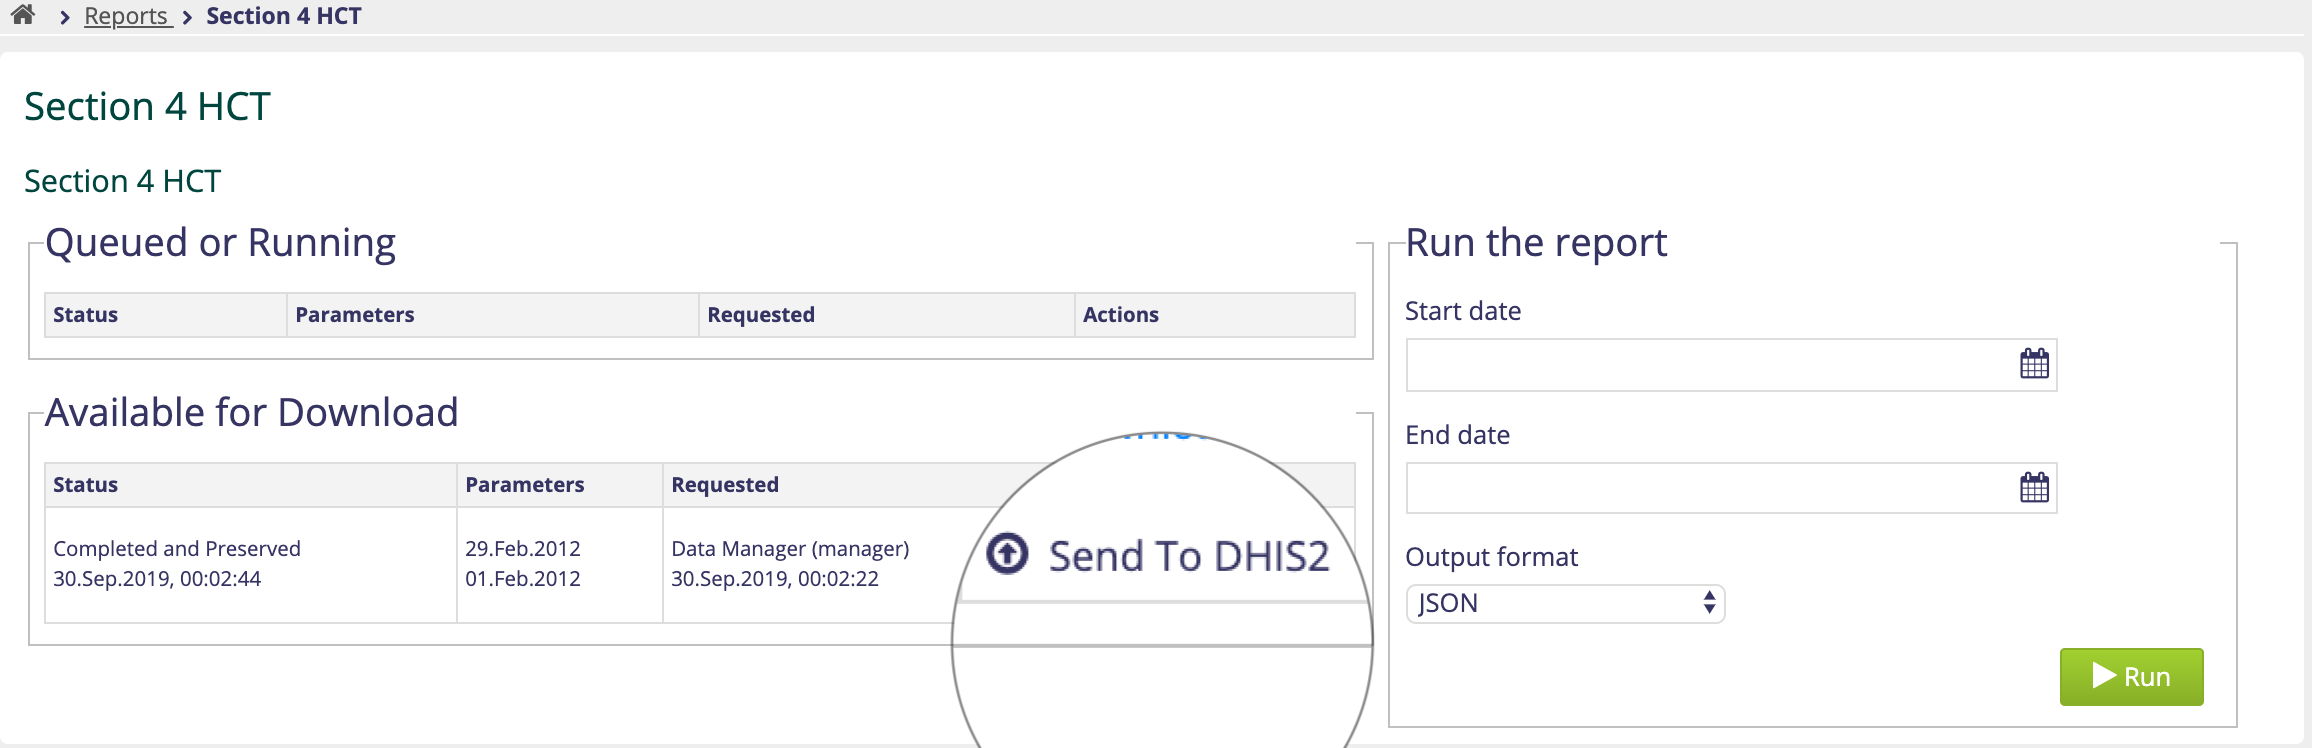 Reports
Section 4 HCT
Section 4 HCT
Section 4 HCT
Queued or Running
Status Parameters Requested Actions
Available for Download
Status Parameters Requested
Completed and Preserved
30.Sep.2019, 00:02:44
29.Feb.2012
01.Feb.2012
Data Manager (manager)
30.Sep.2019, 00:02:22
Send To DHIS2
Run the report
Start date
End date
Output format
JSON
Run